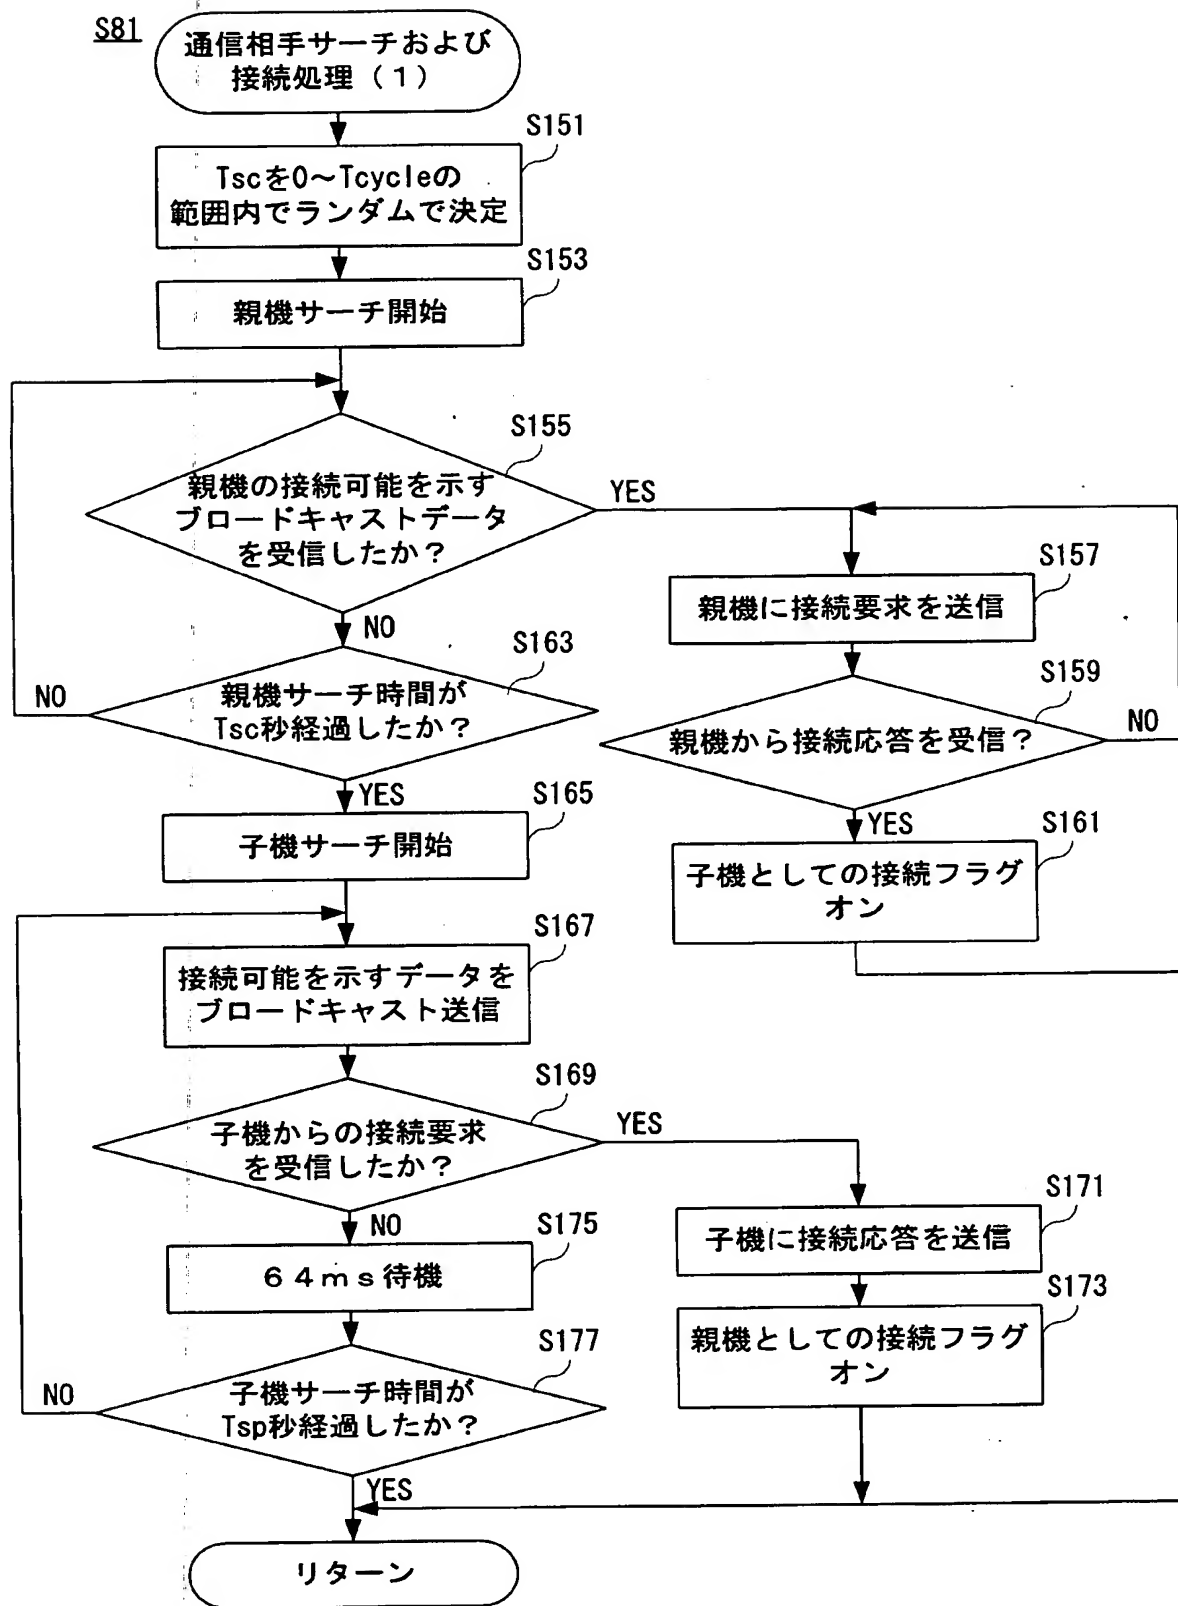 S81
通信相手サーチおよび
接続処理（１）
S151
Tscを0～Tcycleの
範囲内でランダムで決定
S153
親機サーチ開始
S155
親機の接続可能を示す
ブロードキャストデータ
を受信したか？
YES
S157
親機に接続要求を送信
NO
S163
親機サーチ時間が
Tsc秒経過したか？
NO
S159
親機から接続応答を受信？
NO
YES
S165
子機サーチ開始
YES
S161
子機としての接続フラグ
オン
S167
接続可能を示すデータを
ブロードキャスト送信
S169
子機からの接続要求
を受信したか？
YES
S171
子機に接続応答を送信
NO
S175
６４ｍｓ待機
S173
親機としての接続フラグ
オン
S177
子機サーチ時間が
Tsp秒経過したか？
NO
YES
リターン